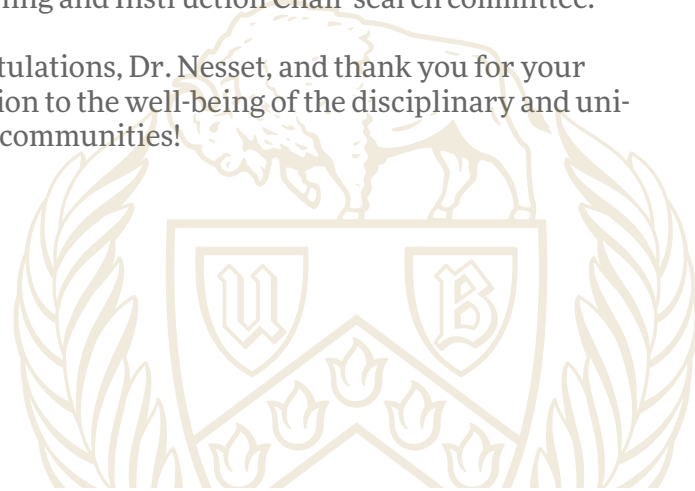 ing and Instruction Chair search committee.
tulations, Dr. Nesset, and thank you for your
ion to the well-being of the disciplinary and uni-
communities!
U B